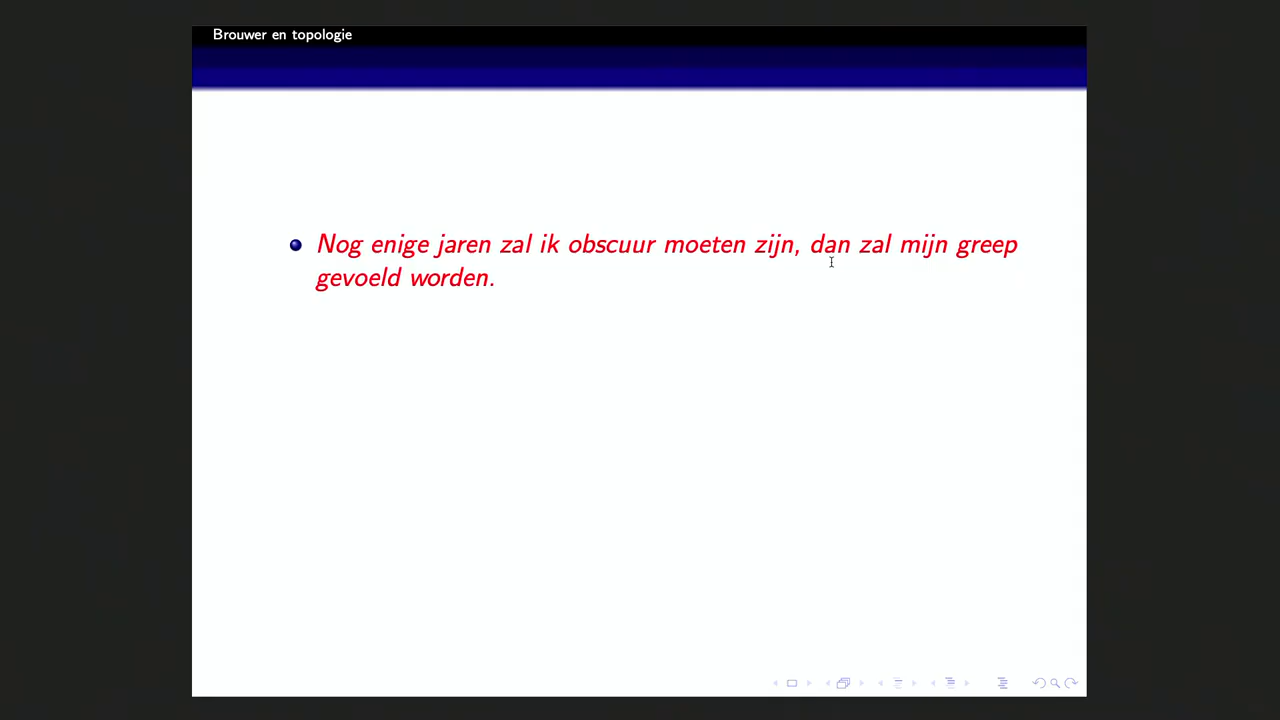 Brouwer en topologie
Nog enige jaren zal ik obscuur moeten zijn, dan zal mijn greep
gevoeld worden.